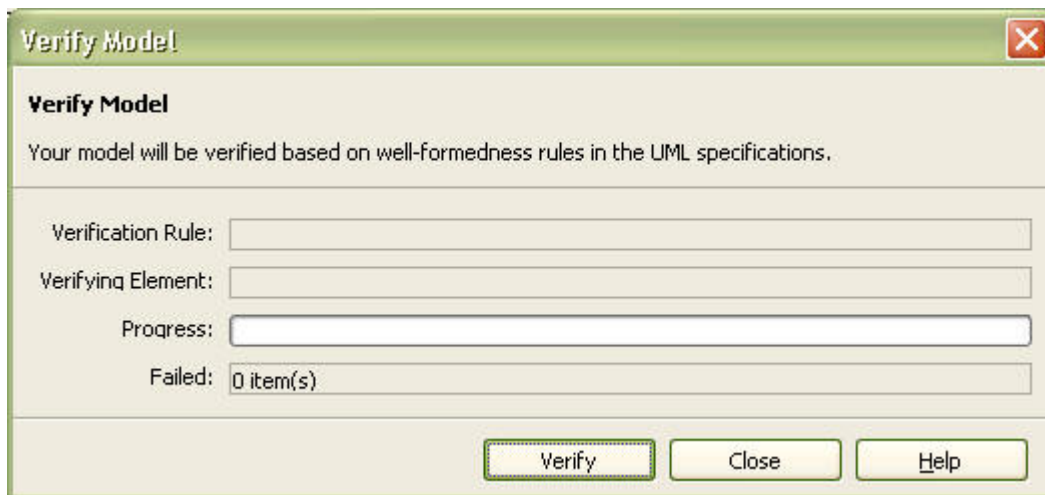 Verify Model
Verify Model
Your model will be verified based on well-formedness rules in the UML specifications.
Verification Rule:
Verifying Element:
Progress:
Failed: 0 item(s)
Verify Close Help